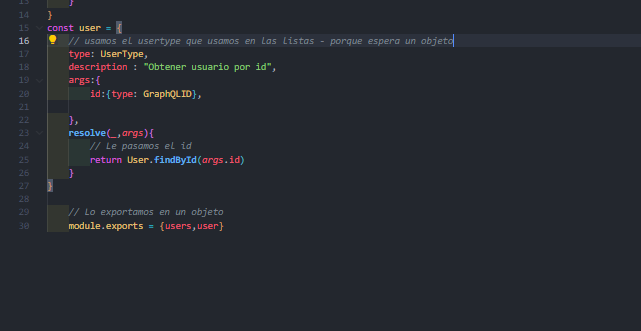 13 }
14 }
15 const user = {
16 // usamos el usertype que usamos en las listas - porque espera un objeto
17 type: UserType,
18 description : "Obtener usuario por id",
19 args:{
20 id:{type: GraphQLID},
21
22 },
23 resolve(_,args){
24 // Le pasamos el id
25 return User.findById(args.id)
26 }
27 }
28
29 // Lo exportamos en un objeto
30 module.exports = {users,user}